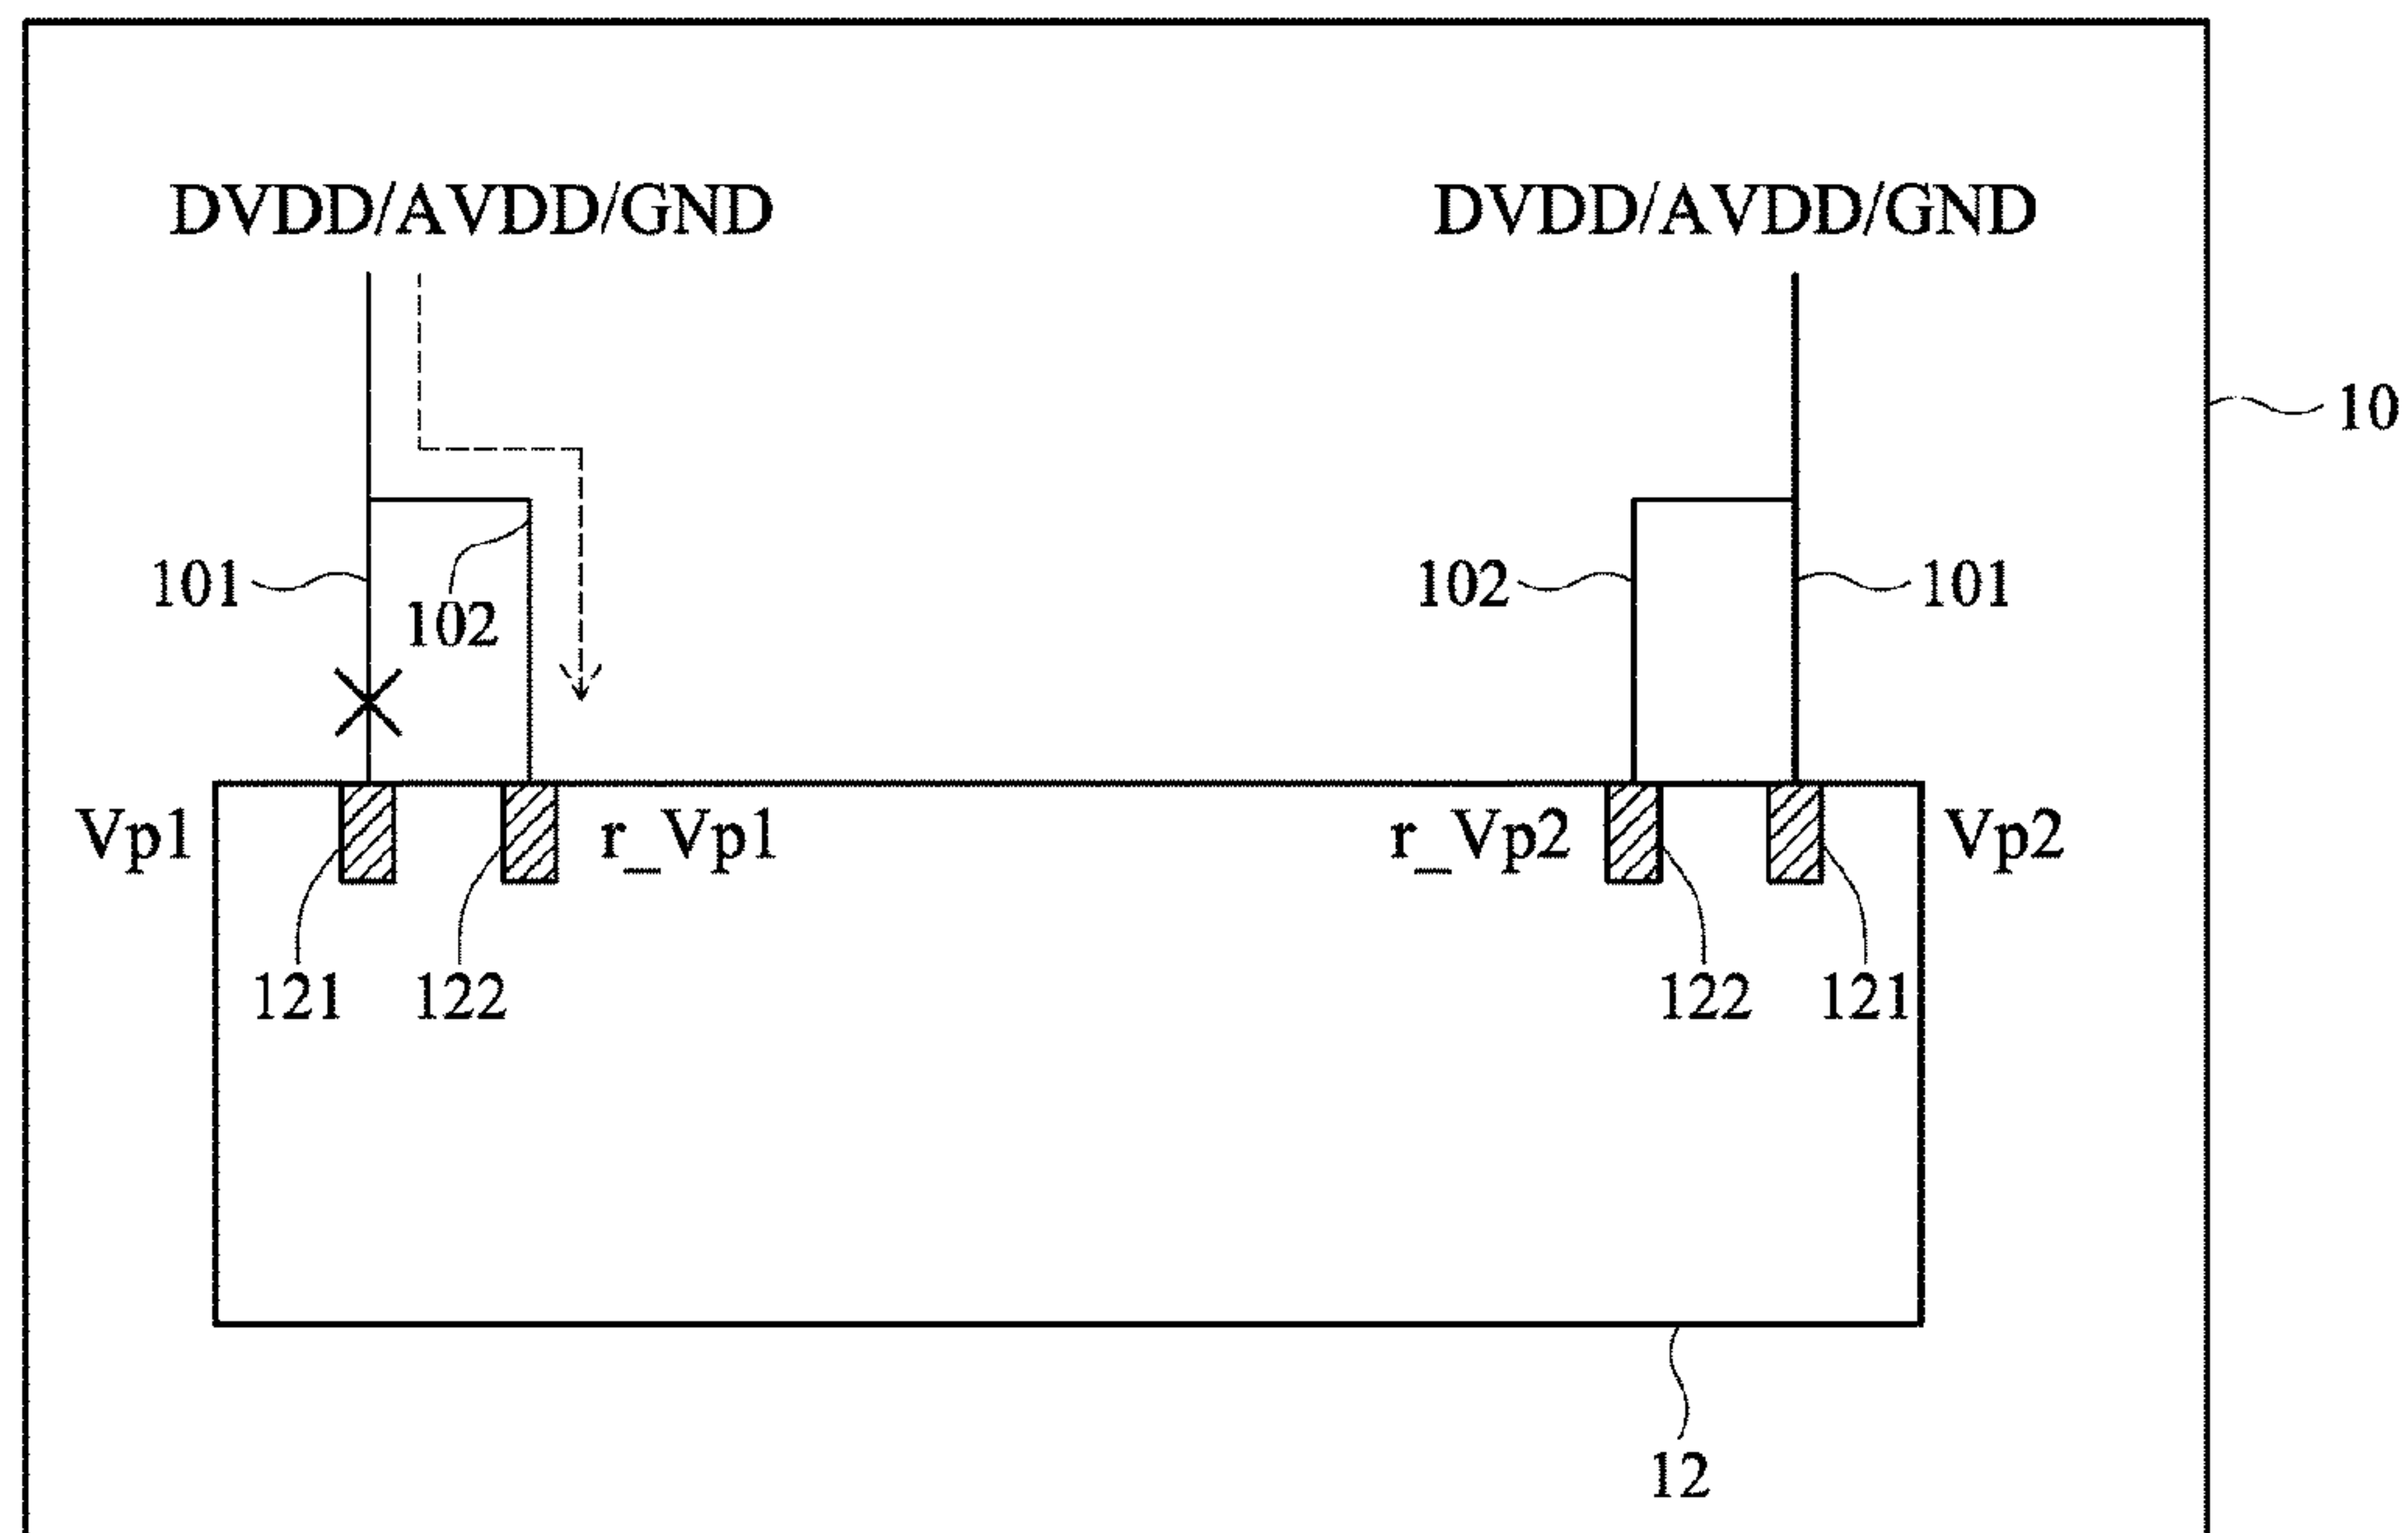 DVDD/AVDD/GND DVDD/AVDD/GND
10
101 102 102 101
Vp1 r_Vp1 r_Vp2 Vp2
121 122 122 121
12